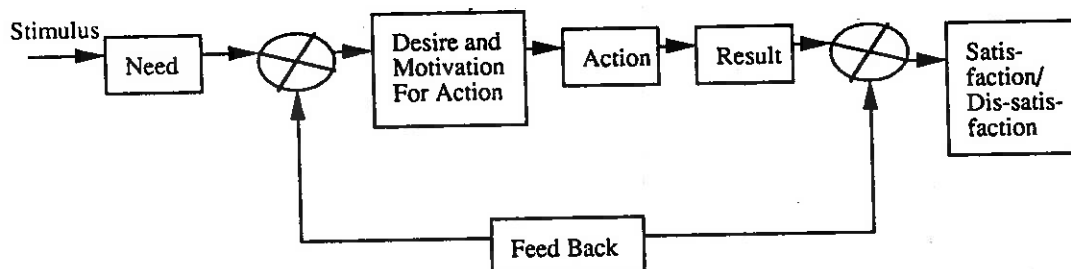 Stimulus
Need
Desire and
Motivation
For Action
Action
Result
Satis-
faction/
Dis-satis-
faction
Feed Back